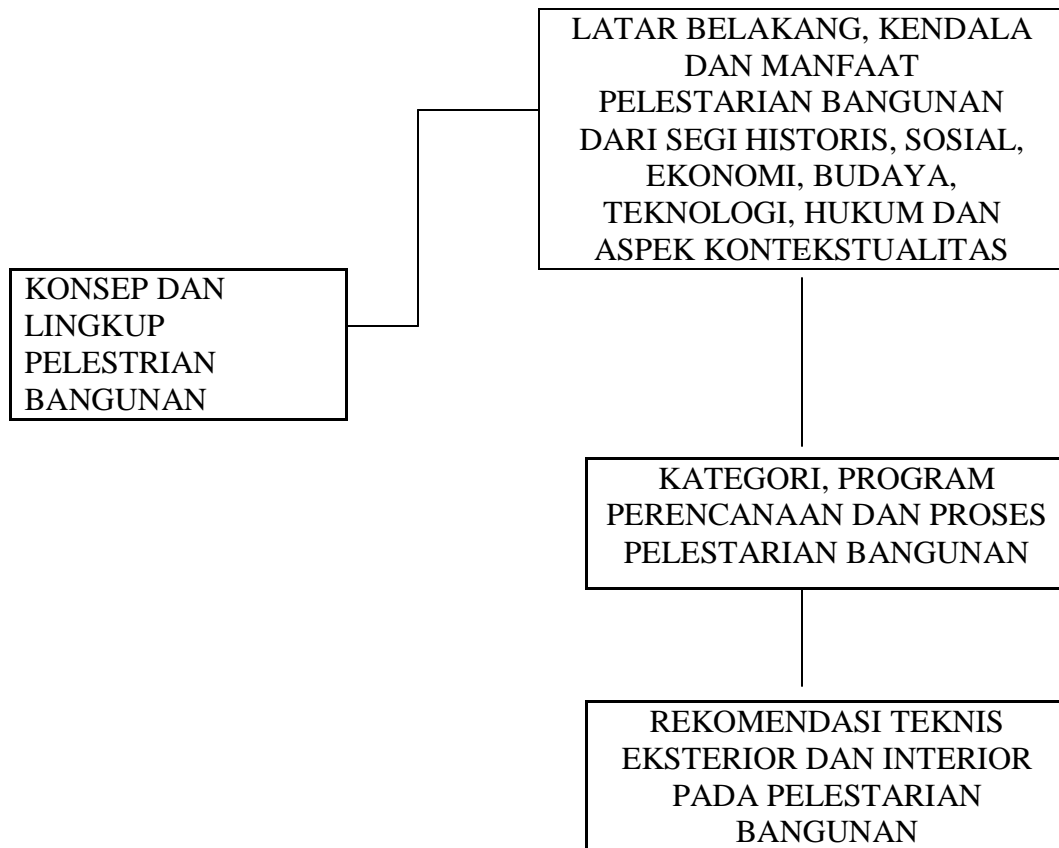 LATAR BELAKANG, KENDALA
DAN MANFAAT
PELESTARIAN BANGUNAN
DARI SEGI HISTORIS, SOSIAL,
EKONOMI, BUDAYA,
TEKNOLOGI, HUKUM DAN
ASPEK KONTEKSTUALITAS
KONSEP DAN
LINGKUP
PELESTRIAN
BANGUNAN
KATEGORI, PROGRAM
PERENCANAAN DAN PROSES
PELESTARIAN BANGUNAN
REKOMENDASI TEKNIS
EKSTERIOR DAN INTERIOR
PADA PELESTARIAN
BANGUNAN